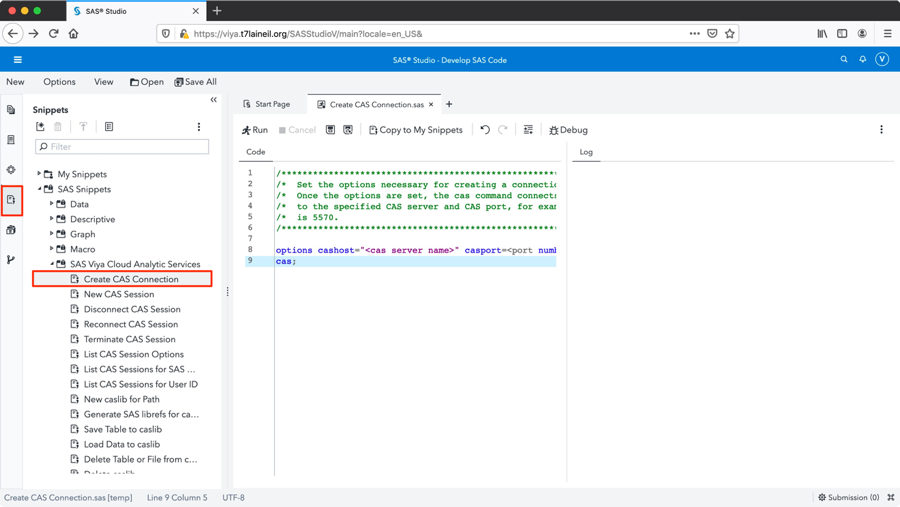 SAS® Studio
https://viya.t7laineil.org/SASStudioV/main?locale=en_US&
SAS® Studio - Develop SAS Code
V
New Options View Open Save All
Snippets
Filter
My Snippets
SAS Snippets
Data
Descriptive
Graph
Macro
SAS Viya Cloud Analytic Services
Create CAS Connection
New CAS Session
Disconnect CAS Session
Reconnect CAS Session
Terminate CAS Session
List CAS Session Options
List CAS Sessions for SAS ...
List CAS Sessions for User ID
New caslib for Path
Generate SAS librefs for ca...
Save Table to caslib
Load Data to caslib
Delete Table or File from c...
Delete caslib
Start Page
Create CAS Connection.sas
Run Cancel Copy to My Snippets Debug
Code
Log
1 /*******************************************************
2 /* Set the options necessary for creating a connectio
3 /* Once the options are set, the cas command connects
4 /* to the specified CAS server and CAS port, for exam
5 /* is 5570.
6 /*******************************************************
7
8 options cashost="<cas server name>" casport=<port numb
9 cas;
Create CAS Connection.sas [temp] Line 9 Column 5 UTF-8
Submission (0)